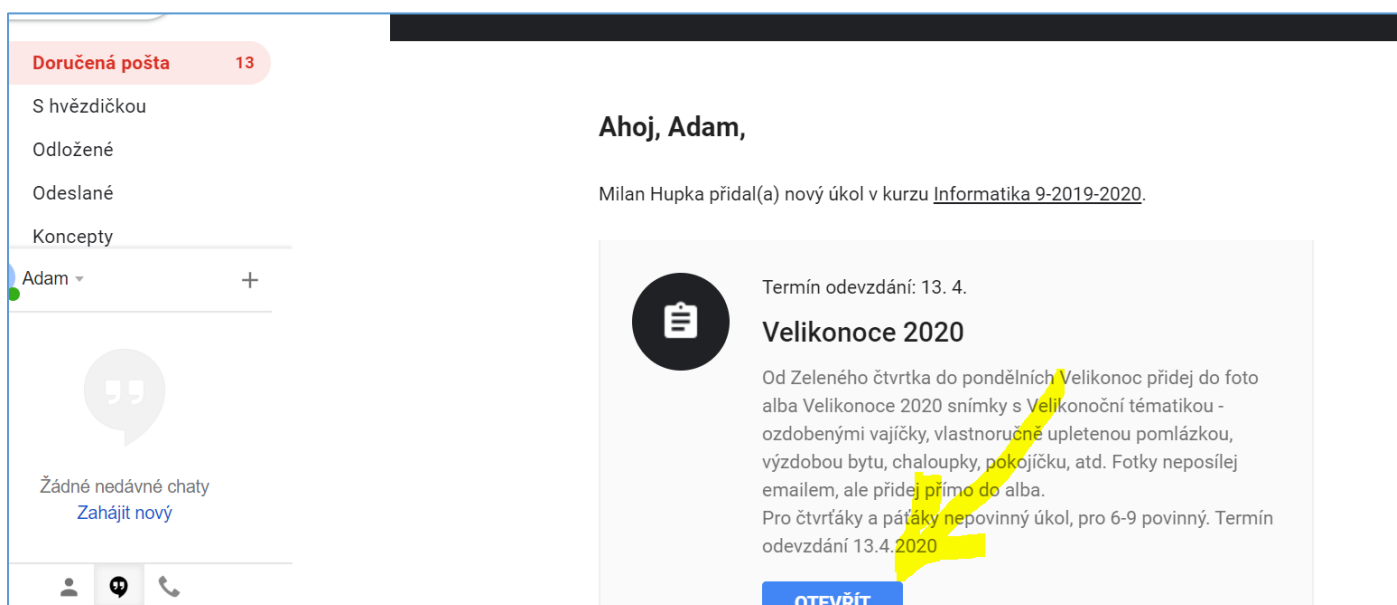 Doručená pošta 13
S hvězdičkou
Odložené
Odeslané
Koncepty
Adam
Žádné nedávné chaty
Zahájit nový
Ahoj, Adam,
Milan Hupka přidal(a) nový úkol v kurzu Informatika 9-2019-2020.
Termín odevzdání: 13. 4.
Velikonoce 2020
Od Zeleného čtvrtka do pondělních Velikonoc přidej do foto
alba Velikonoce 2020 snímky s Velikonoční tématikou -
ozdobenými vajíčky, vlastnoručně upletenou pomlázkou,
výzdobou bytu, chaloupky, pokojíčku, atd. Fotky neposílej
emailem, ale přidej přímo do alba.
Pro čtvrťáky a páťáky nepovinný úkol, pro 6-9 povinný. Termín
odevzdání 13.4.2020
OTEVŘÍT